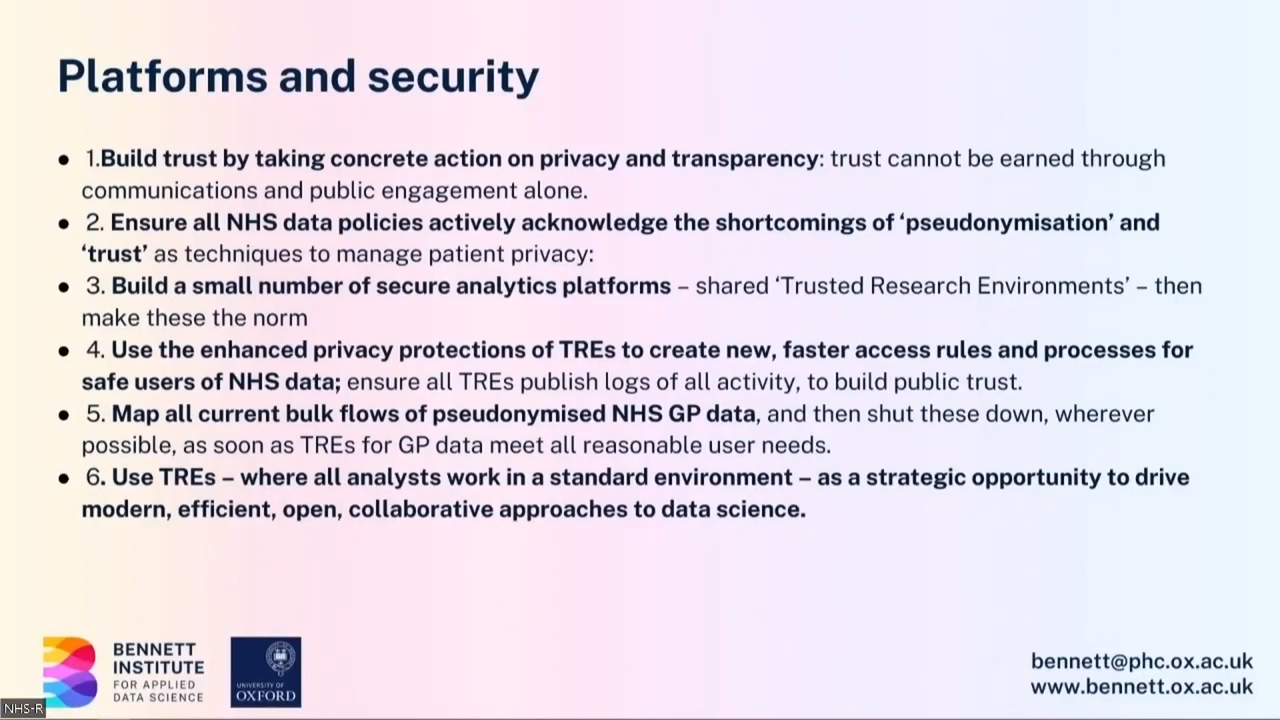 Platforms and security
● 1.Build trust by taking concrete action on privacy and transparency: trust cannot be earned through
communications and public engagement alone.
● 2. Ensure all NHS data policies actively acknowledge the shortcomings of ‘pseudonymisation’ and
‘trust’ as techniques to manage patient privacy:
● 3. Build a small number of secure analytics platforms – shared ‘Trusted Research Environments’ – then
make these the norm
● 4. Use the enhanced privacy protections of TREs to create new, faster access rules and processes for
safe users of NHS data; ensure all TREs publish logs of all activity, to build public trust.
● 5. Map all current bulk flows of pseudonymised NHS GP data, and then shut these down, wherever
possible, as soon as TREs for GP data meet all reasonable user needs.
● 6. Use TREs – where all analysts work in a standard environment – as a strategic opportunity to drive
modern, efficient, open, collaborative approaches to data science.
BENNETT
INSTITUTE
FOR APPLIED
DATA SCIENCE
UNIVERSITY OF
OXFORD
bennett@phc.ox.ac.uk
www.bennett.ox.ac.uk
NHS-R